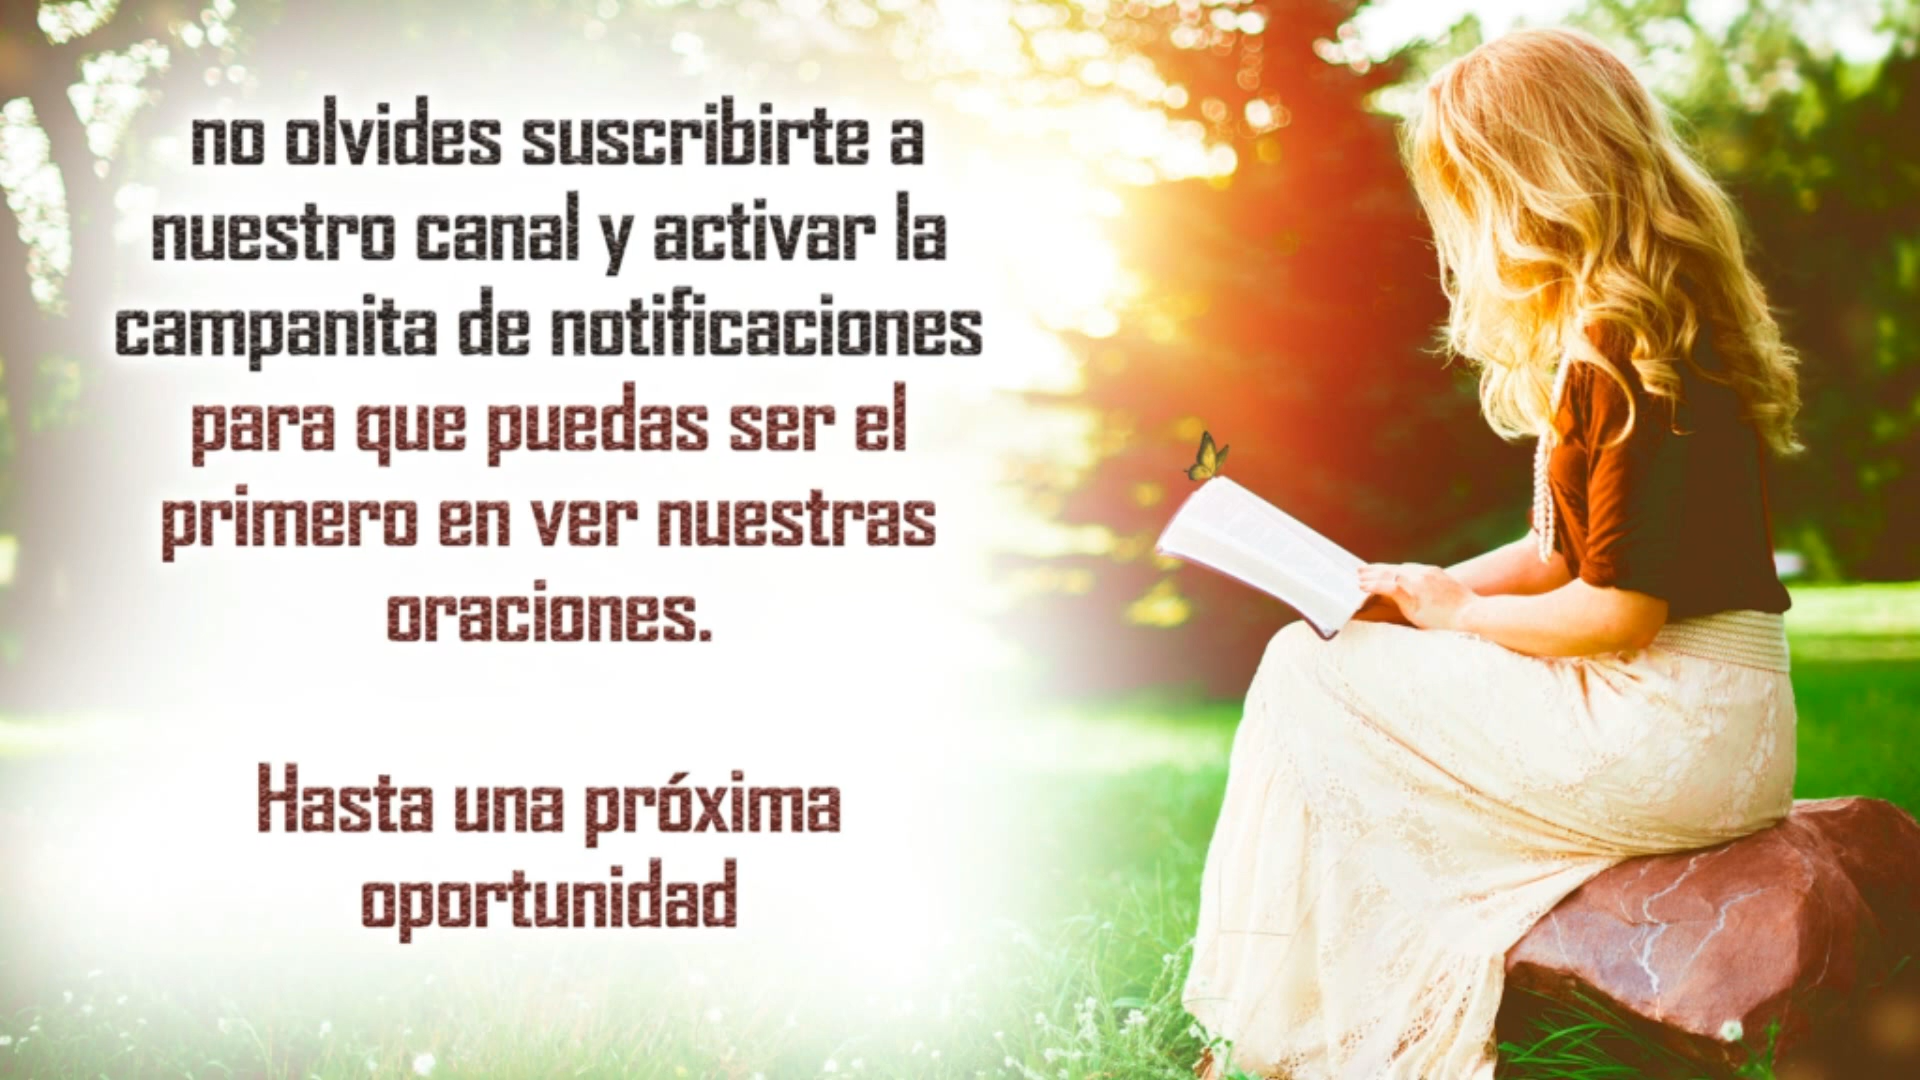 no olvides suscribirte a
nuestro canal y activar la
campanita de notificaciones
para que puedas ser el
primero en ver nuestras
oraciones.
Hasta una próxima
oportunidad